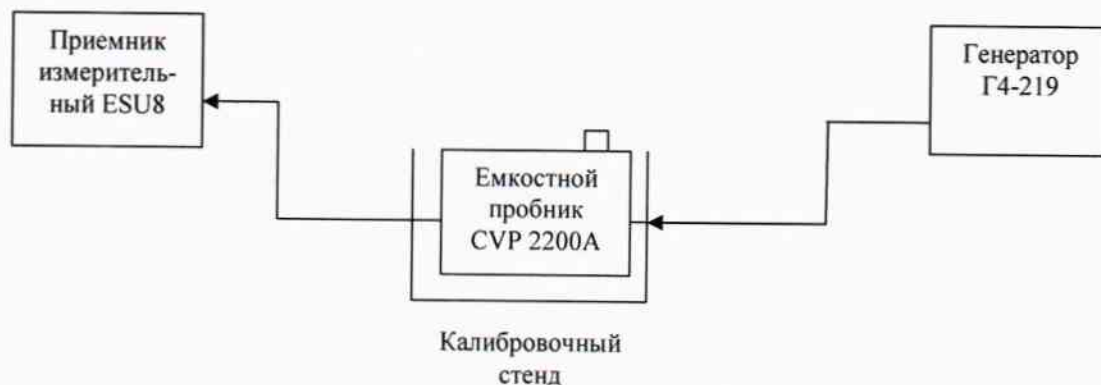 Приемник
измеритель-
ный ESU8
Генератор
Г4-219
Емкостной
пробник
CVP 2200A
Калибровочный
стенд